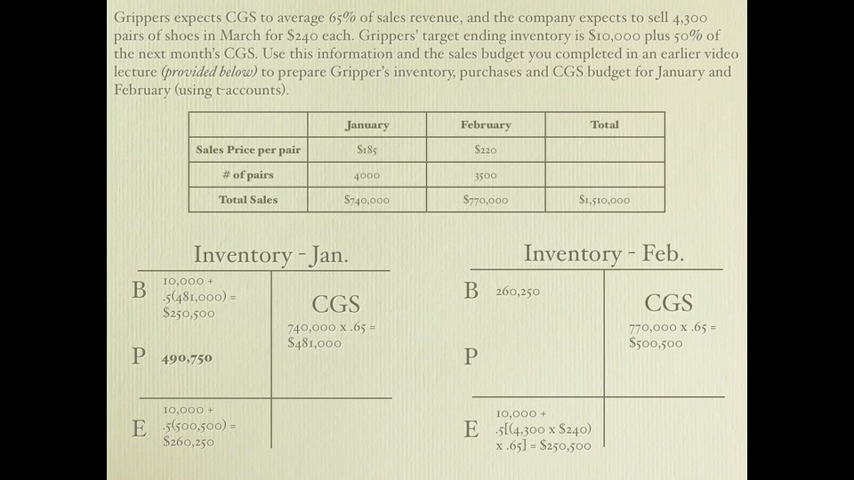 Grippers expects CGS to average 65% of sales revenue, and the company expects to sell 4,300
pairs of shoes in March for $240 each. Grippers' target ending inventory is $10,000 plus 50% of
the next month's CGS. Use this information and the sales budget you completed in an earlier video
lecture (provided below) to prepare Gripper's inventory, purchases and CGS budget for January and
February (using t-accounts).
January February Total
Sales Price per pair $185 $220
# of pairs 4000 3500
Total Sales $740,000 $770,000 $1,510,000
Inventory - Jan.
B
10,000 +
.5(481,000) =
$250,500
CGS
740,000 x .65 =
$481,000
P 490,750
E
10,000 +
.5(500,500) =
$260,250
Inventory - Feb.
B 260,250
CGS
770,000 x .65 =
$500,500
P
E
10,000 +
.5[(4,300 x $240)
x .65] = $250,500